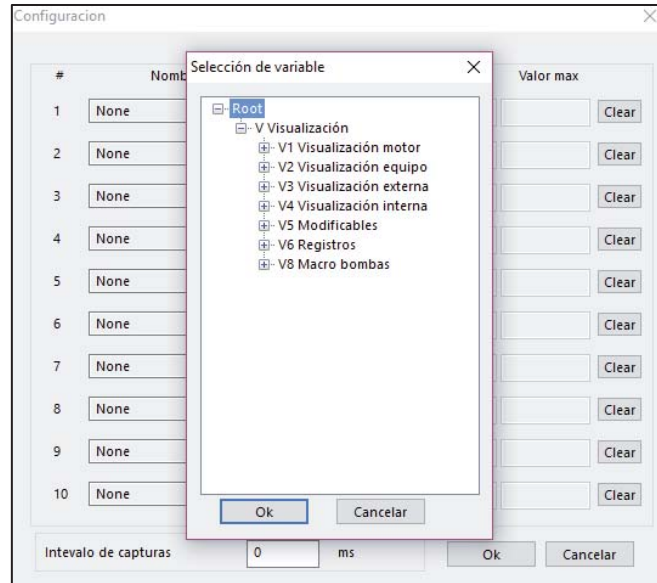 Configuracion
# Nomb Valor max
Selección de variable
Root
V Visualización
V1 Visualización motor
V2 Visualización equipo
V3 Visualización externa
V4 Visualización interna
V5 Modificables
V6 Registros
V8 Macro bombas
1 None Clear
2 None Clear
3 None Clear
4 None Clear
5 None Clear
6 None Clear
7 None Clear
8 None Clear
9 None Clear
10 None Clear
Ok Cancelar
Intevalo de capturas 0 ms Ok Cancelar